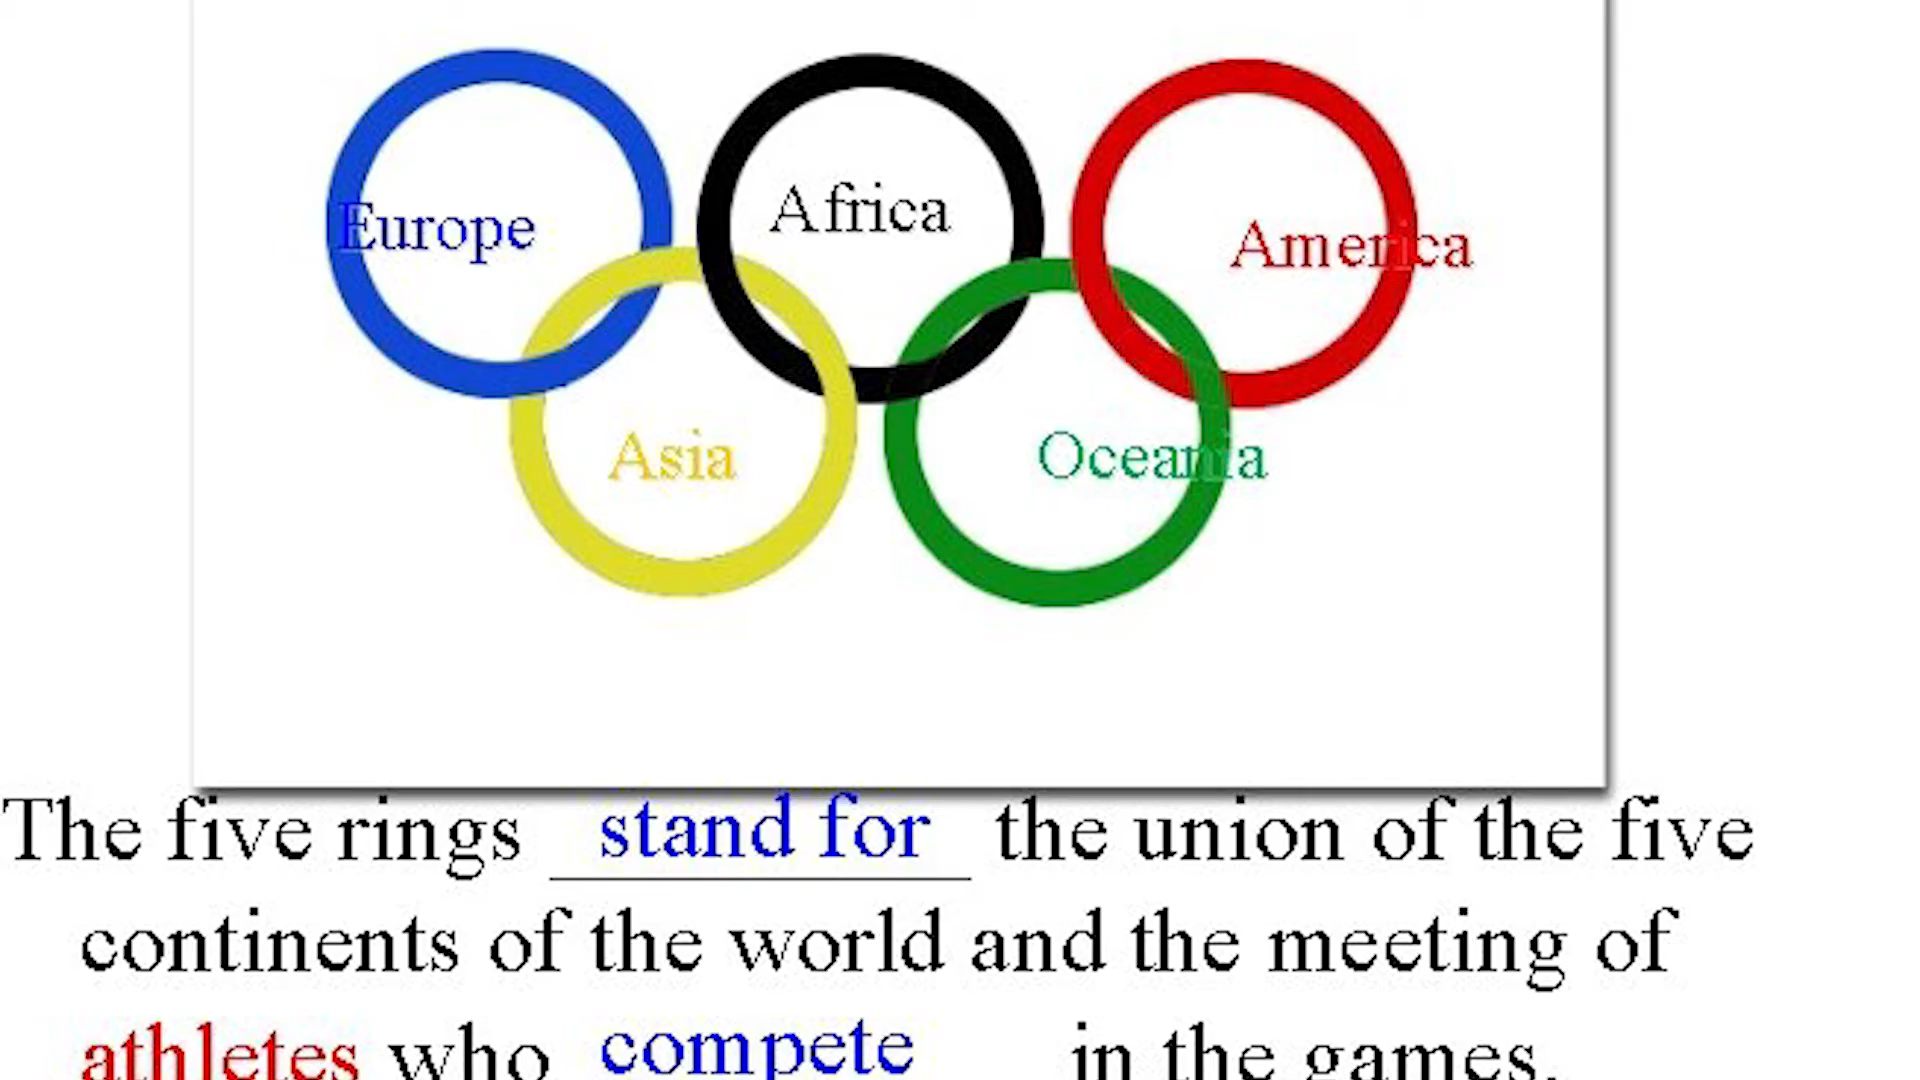 Europe
Africa
America
Asia
Oceania
The five rings stand for the union of the five
continents of the world and the meeting of
athletes who compete in the games.